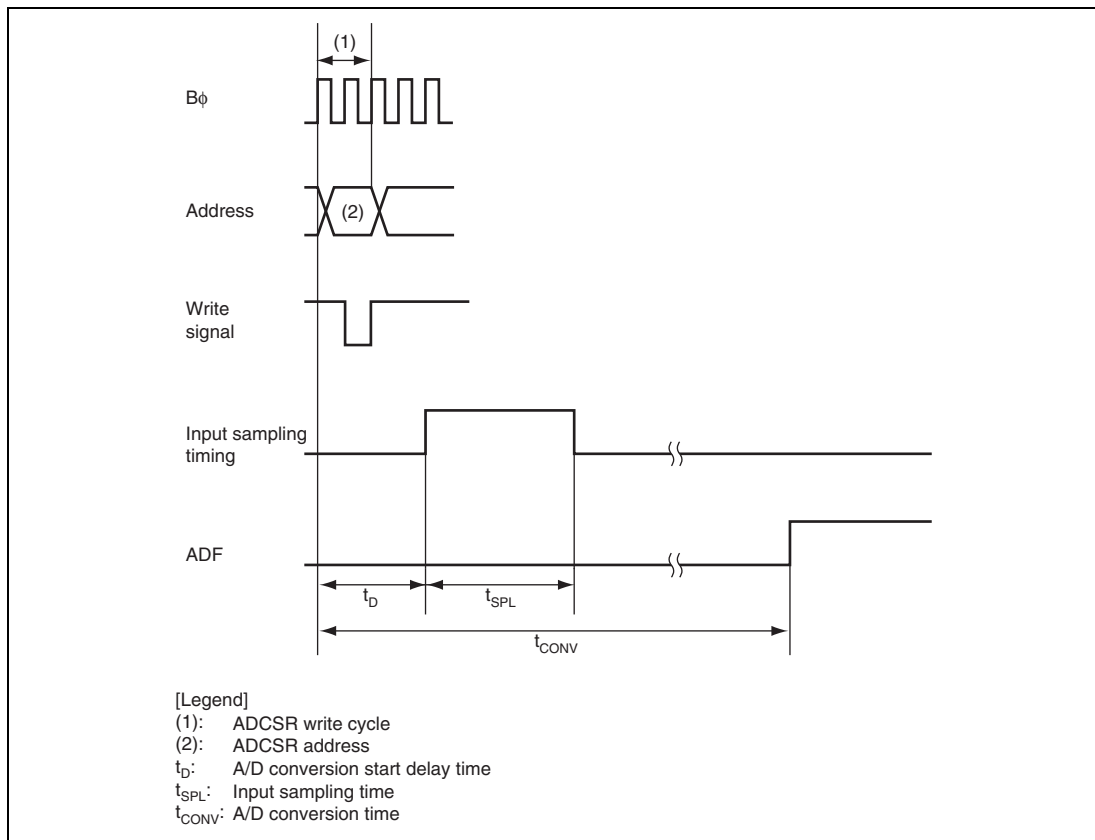 (1)
Bϕ
Address
(2)
Write
signal
Input sampling
timing
ADF
tD
tSPL
tCONV
[Legend]
(1): ADCSR write cycle
(2): ADCSR address
tD: A/D conversion start delay time
tSPL: Input sampling time
tCONV: A/D conversion time